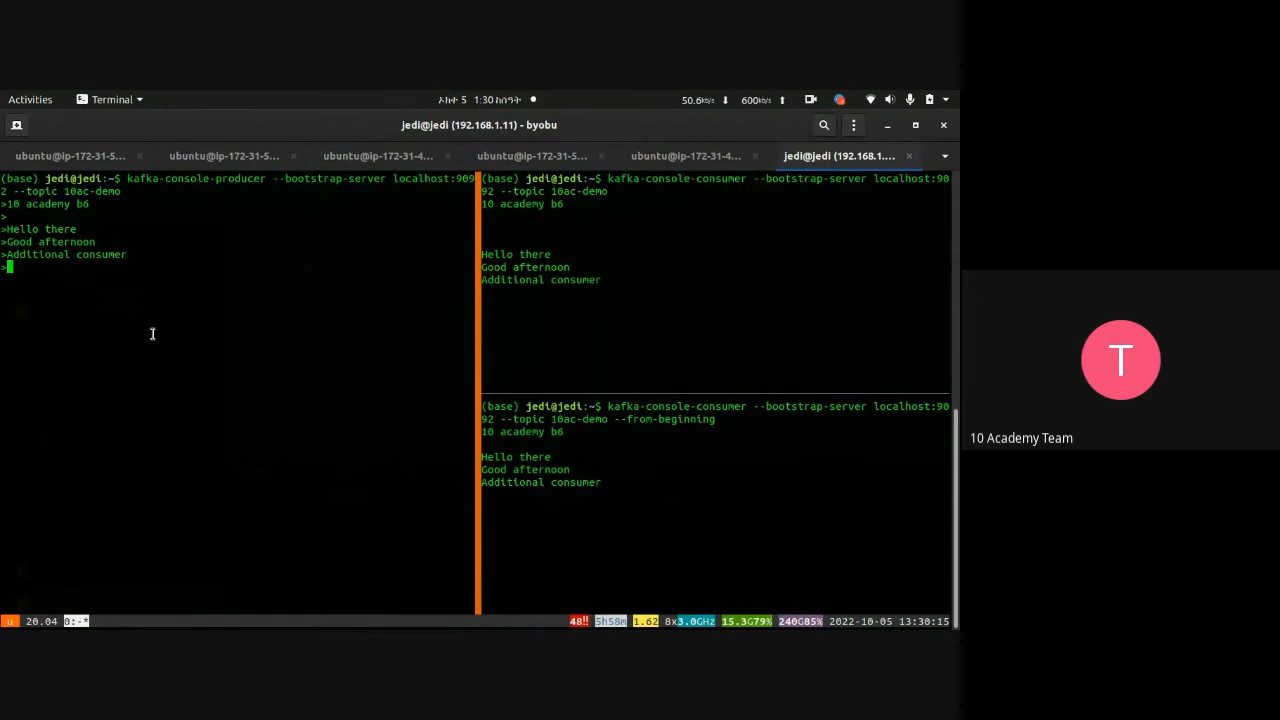 Activities
Terminal
1:30
50.6kb/s
600kb/s
jedi@jedi (192.168.1.11) - byobu
ubuntu@ip-172-31-5...
ubuntu@ip-172-31-5...
ubuntu@ip-172-31-4...
ubuntu@ip-172-31-5...
ubuntu@ip-172-31-4...
jedi@jedi (192.168.1....
(base) jedi@jedi:~$ kafka-console-producer --bootstrap-server localhost:909
2 --topic 10ac-demo
>10 academy b6
>
>Hello there
>Good afternoon
>Additional consumer
>
(base) jedi@jedi:~$ kafka-console-consumer --bootstrap-server localhost:90
92 --topic 10ac-demo
10 academy b6
Hello there
Good afternoon
Additional consumer
(base) jedi@jedi:~$ kafka-console-consumer --bootstrap-server localhost:90
92 --topic 10ac-demo --from-beginning
10 academy b6
Hello there
Good afternoon
Additional consumer
u 20.04 0:-*
48!! 5h58m 1.62 8x3.0GHz 15.3G79% 240G85% 2022-10-05 13:30:15
T
10 Academy Team